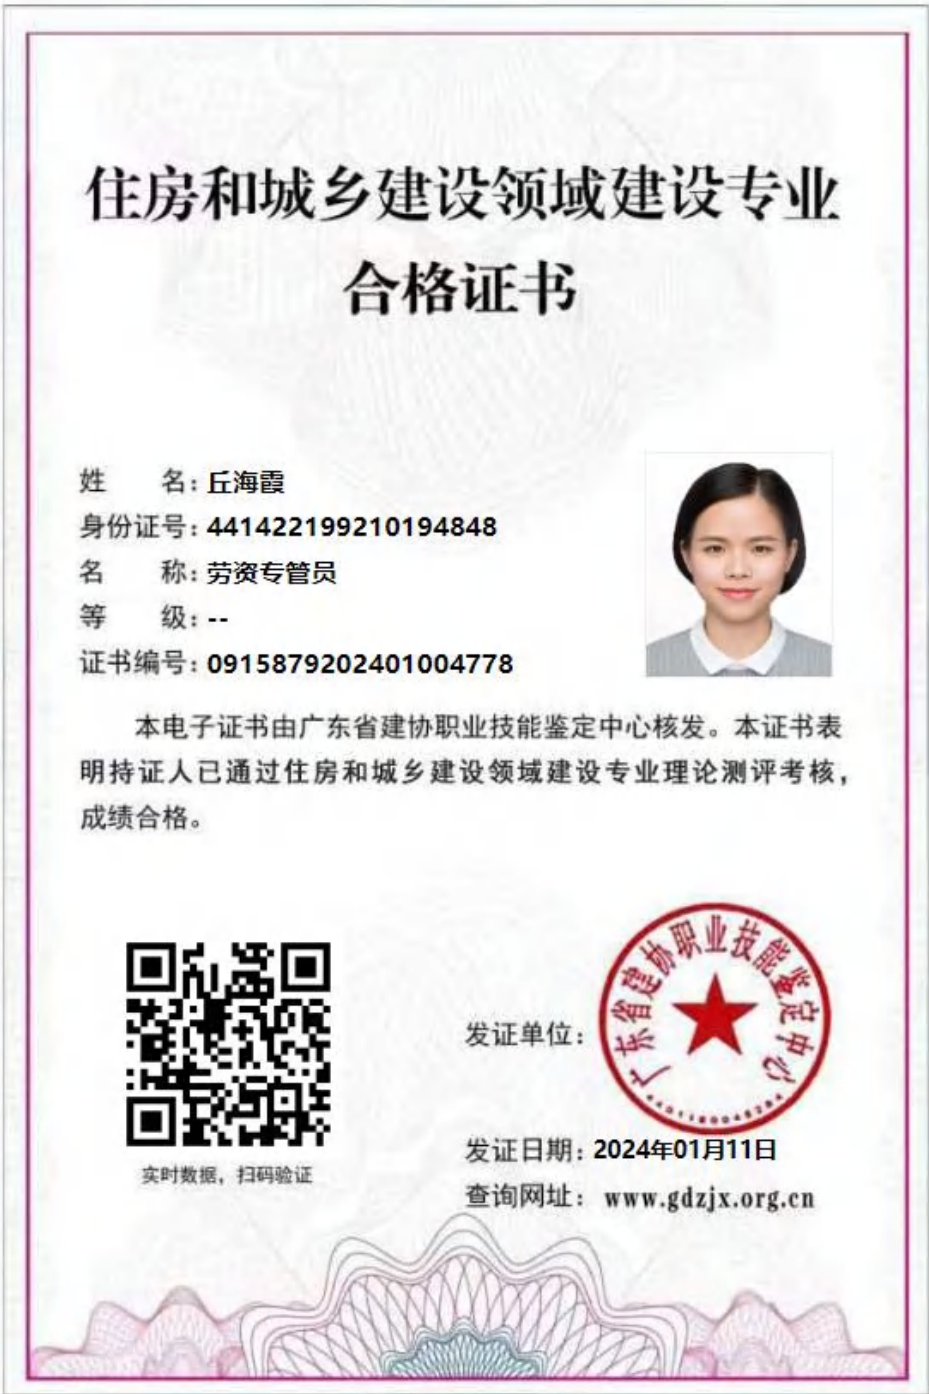 住房和城乡建设领域建设专业
合格证书
姓 名：丘海霞
身份证号：441422199210194848
名 称：劳资专管员
等 级：--
证书编号：0915879202401004778
本电子证书由广东省建协职业技能鉴定中心核发。本证书表
明持证人已通过住房和城乡建设领域建设专业理论测评考核，
成绩合格。
广东省建协职业技能鉴定中心
发证单位：
实时数据，扫码验证
发证日期：2024年01月11日
查询网址：www.gdzjx.org.cn